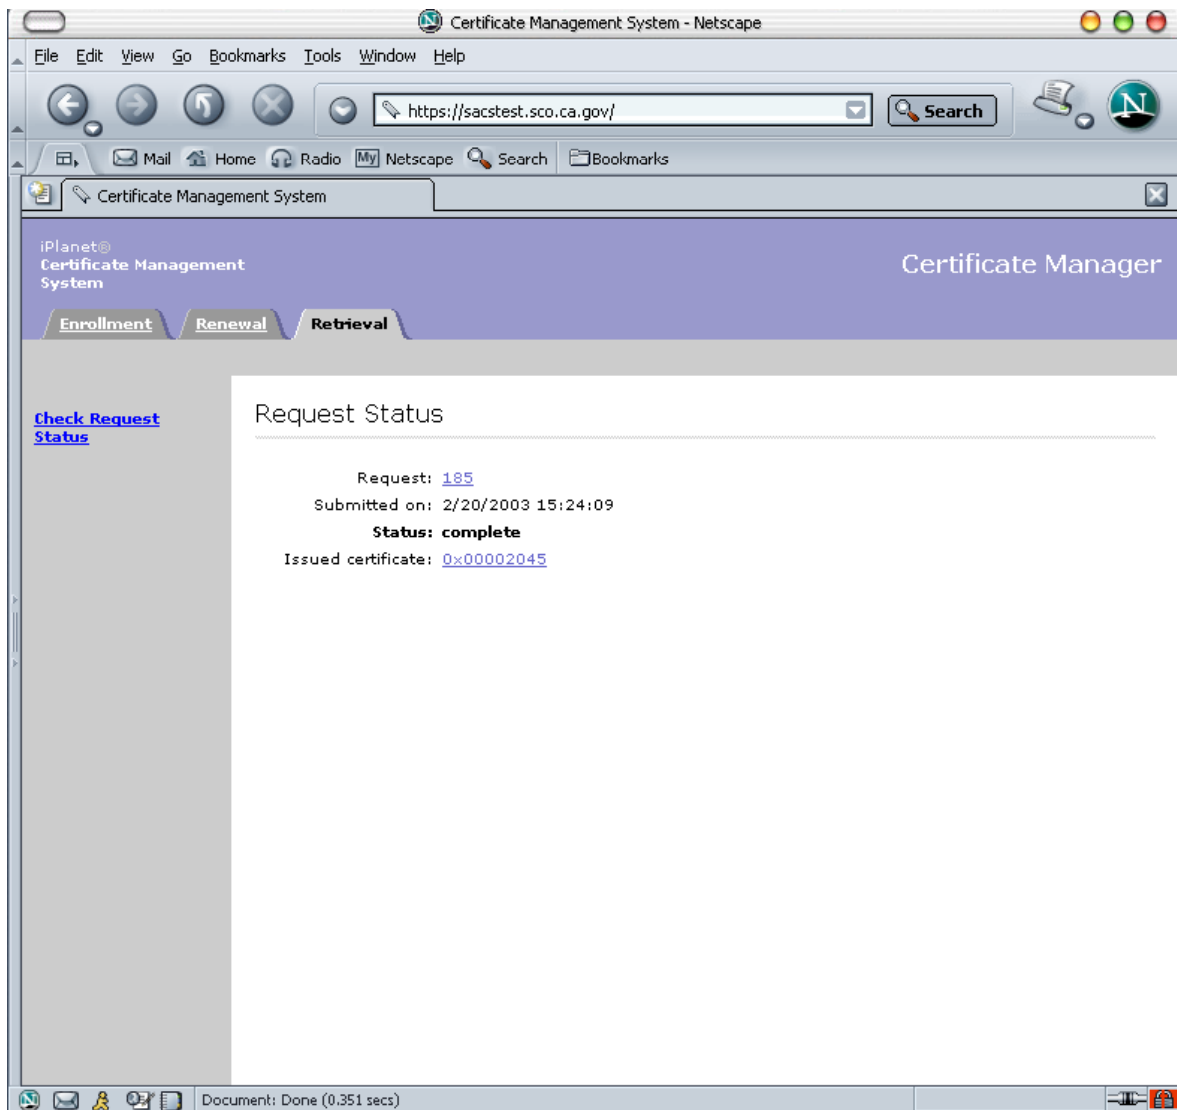 Certificate Management System - Netscape
File Edit View Go Bookmarks Tools Window Help
https://sacstest.sco.ca.gov/ Search N
Mail Home Radio My Netscape Search Bookmarks
Certificate Management System
iPlanet®
Certificate Management
System
Certificate Manager
Enrollment Renewal Retrieval
Check Request
Status
Request Status
Request: 185
Submitted on: 2/20/2003 15:24:09
Status: complete
Issued certificate: 0x00002045
Document: Done (0.351 secs)